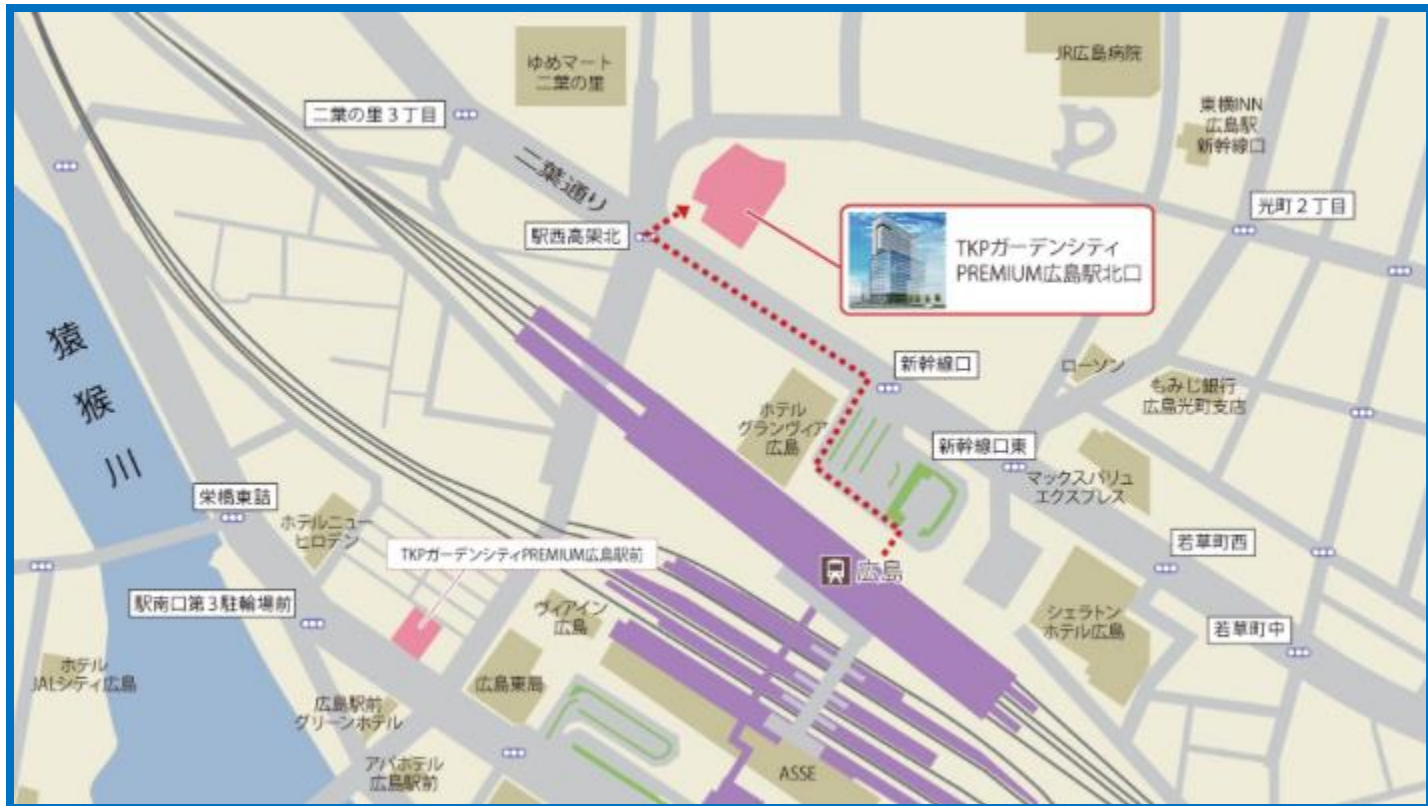 ゆめマート
二葉の里
JR広島病院
東横INN
広島駅
新幹線口
二葉の里3丁目
二葉通り
光町2丁目
駅西高架北
TKPガーデンシティ
PREMIUM広島駅北口
猿猴川
新幹線口
ローソン
もみじ銀行
広島光町支店
ホテル
グランヴィア
広島
新幹線口東
マックスバリュ
エクスプレス
栄橋東詰
ホテルニュー
ヒロデン
TKPガーデンシティPREMIUM広島駅前
広島
若草町西
駅南口第3駐輪場前
ヴィアイン
広島
シェラトン
ホテル広島
若草町中
ホテル
JALシティ広島
広島東局
広島駅前
グリーンホテル
アパホテル
広島駅前
ASSE